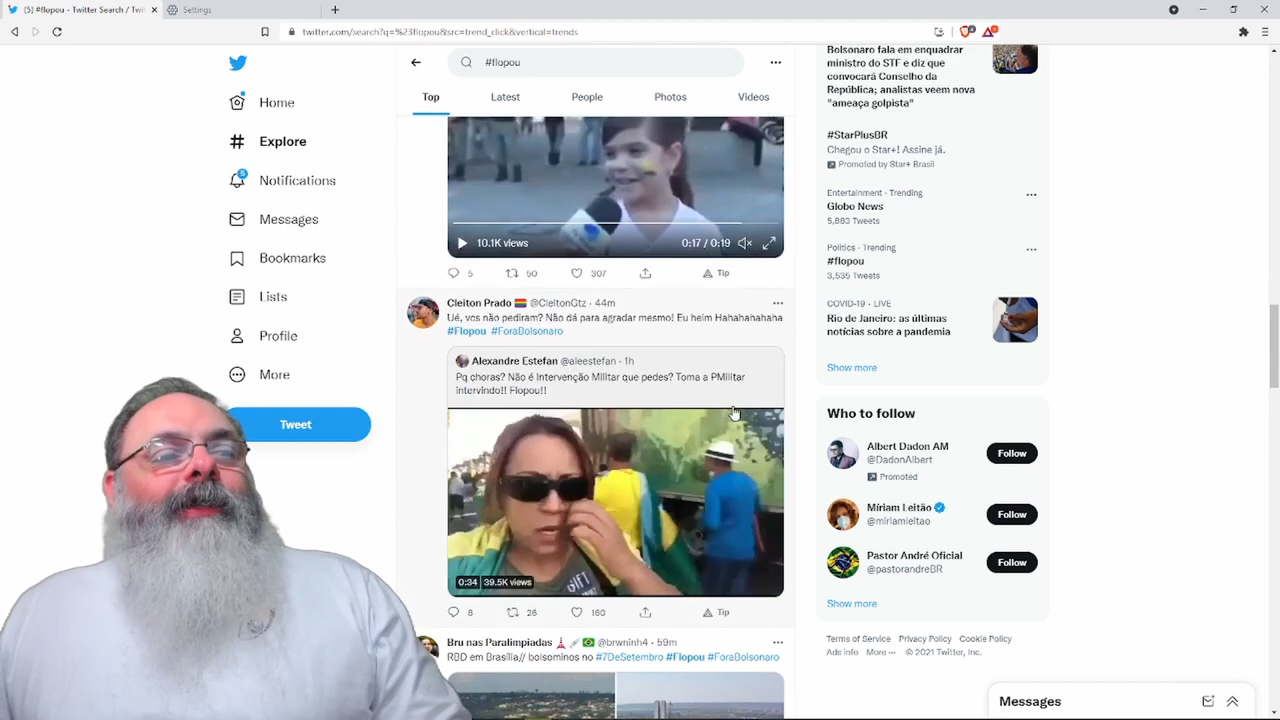 (5) #flopou - Twitter Search / Twi
Settings
twitter.com/search?q=%23flopou&src=trend_click&vertical=trends
Home
Explore
5
Notifications
Messages
Bookmarks
Lists
Profile
More
Tweet
#flopou
Top
Latest
People
Photos
Videos
10.1K views
0:17 / 0:19
5
50
307
Tip
Cleiton Prado
@CleitonGtz · 44m
Ué, vcs não pediram? Não dá para agradar mesmo! Eu heim Hahahahahaha
#Flopou #ForaBolsonaro
Alexandre Estefan @aleestefan · 1h
Pq choras? Não é Intervenção Militar que pedes? Toma a PMilitar
intervindo!! Flopou!!
GIFT
0:34
39.5K views
8
26
160
Tip
Bru nas Paralimpiadas
@brwninh4 · 59m
RBD em Brasília// bolsominos no #7DeSetembro #Flopou #ForaBolsonaro
Bolsonaro fala em enquadrar
ministro do STF e diz que
convocará Conselho da
República; analistas veem nova
"ameaça golpista"
#StarPlusBR
Chegou o Star+! Assine já.
Promoted by Star+ Brasil
Entertainment · Trending
Globo News
5,883 Tweets
Politics · Trending
#flopou
3,535 Tweets
COVID-19 · LIVE
Rio de Janeiro: as últimas
notícias sobre a pandemia
Show more
Who to follow
Albert Dadon AM
@DadonAlbert
Promoted
Follow
Míriam Leitão
@miriamleitao
Follow
Pastor André Oficial
@pastorandreBR
Follow
Show more
Terms of Service Privacy Policy Cookie Policy
Ads info More ··· © 2021 Twitter, Inc.
Messages